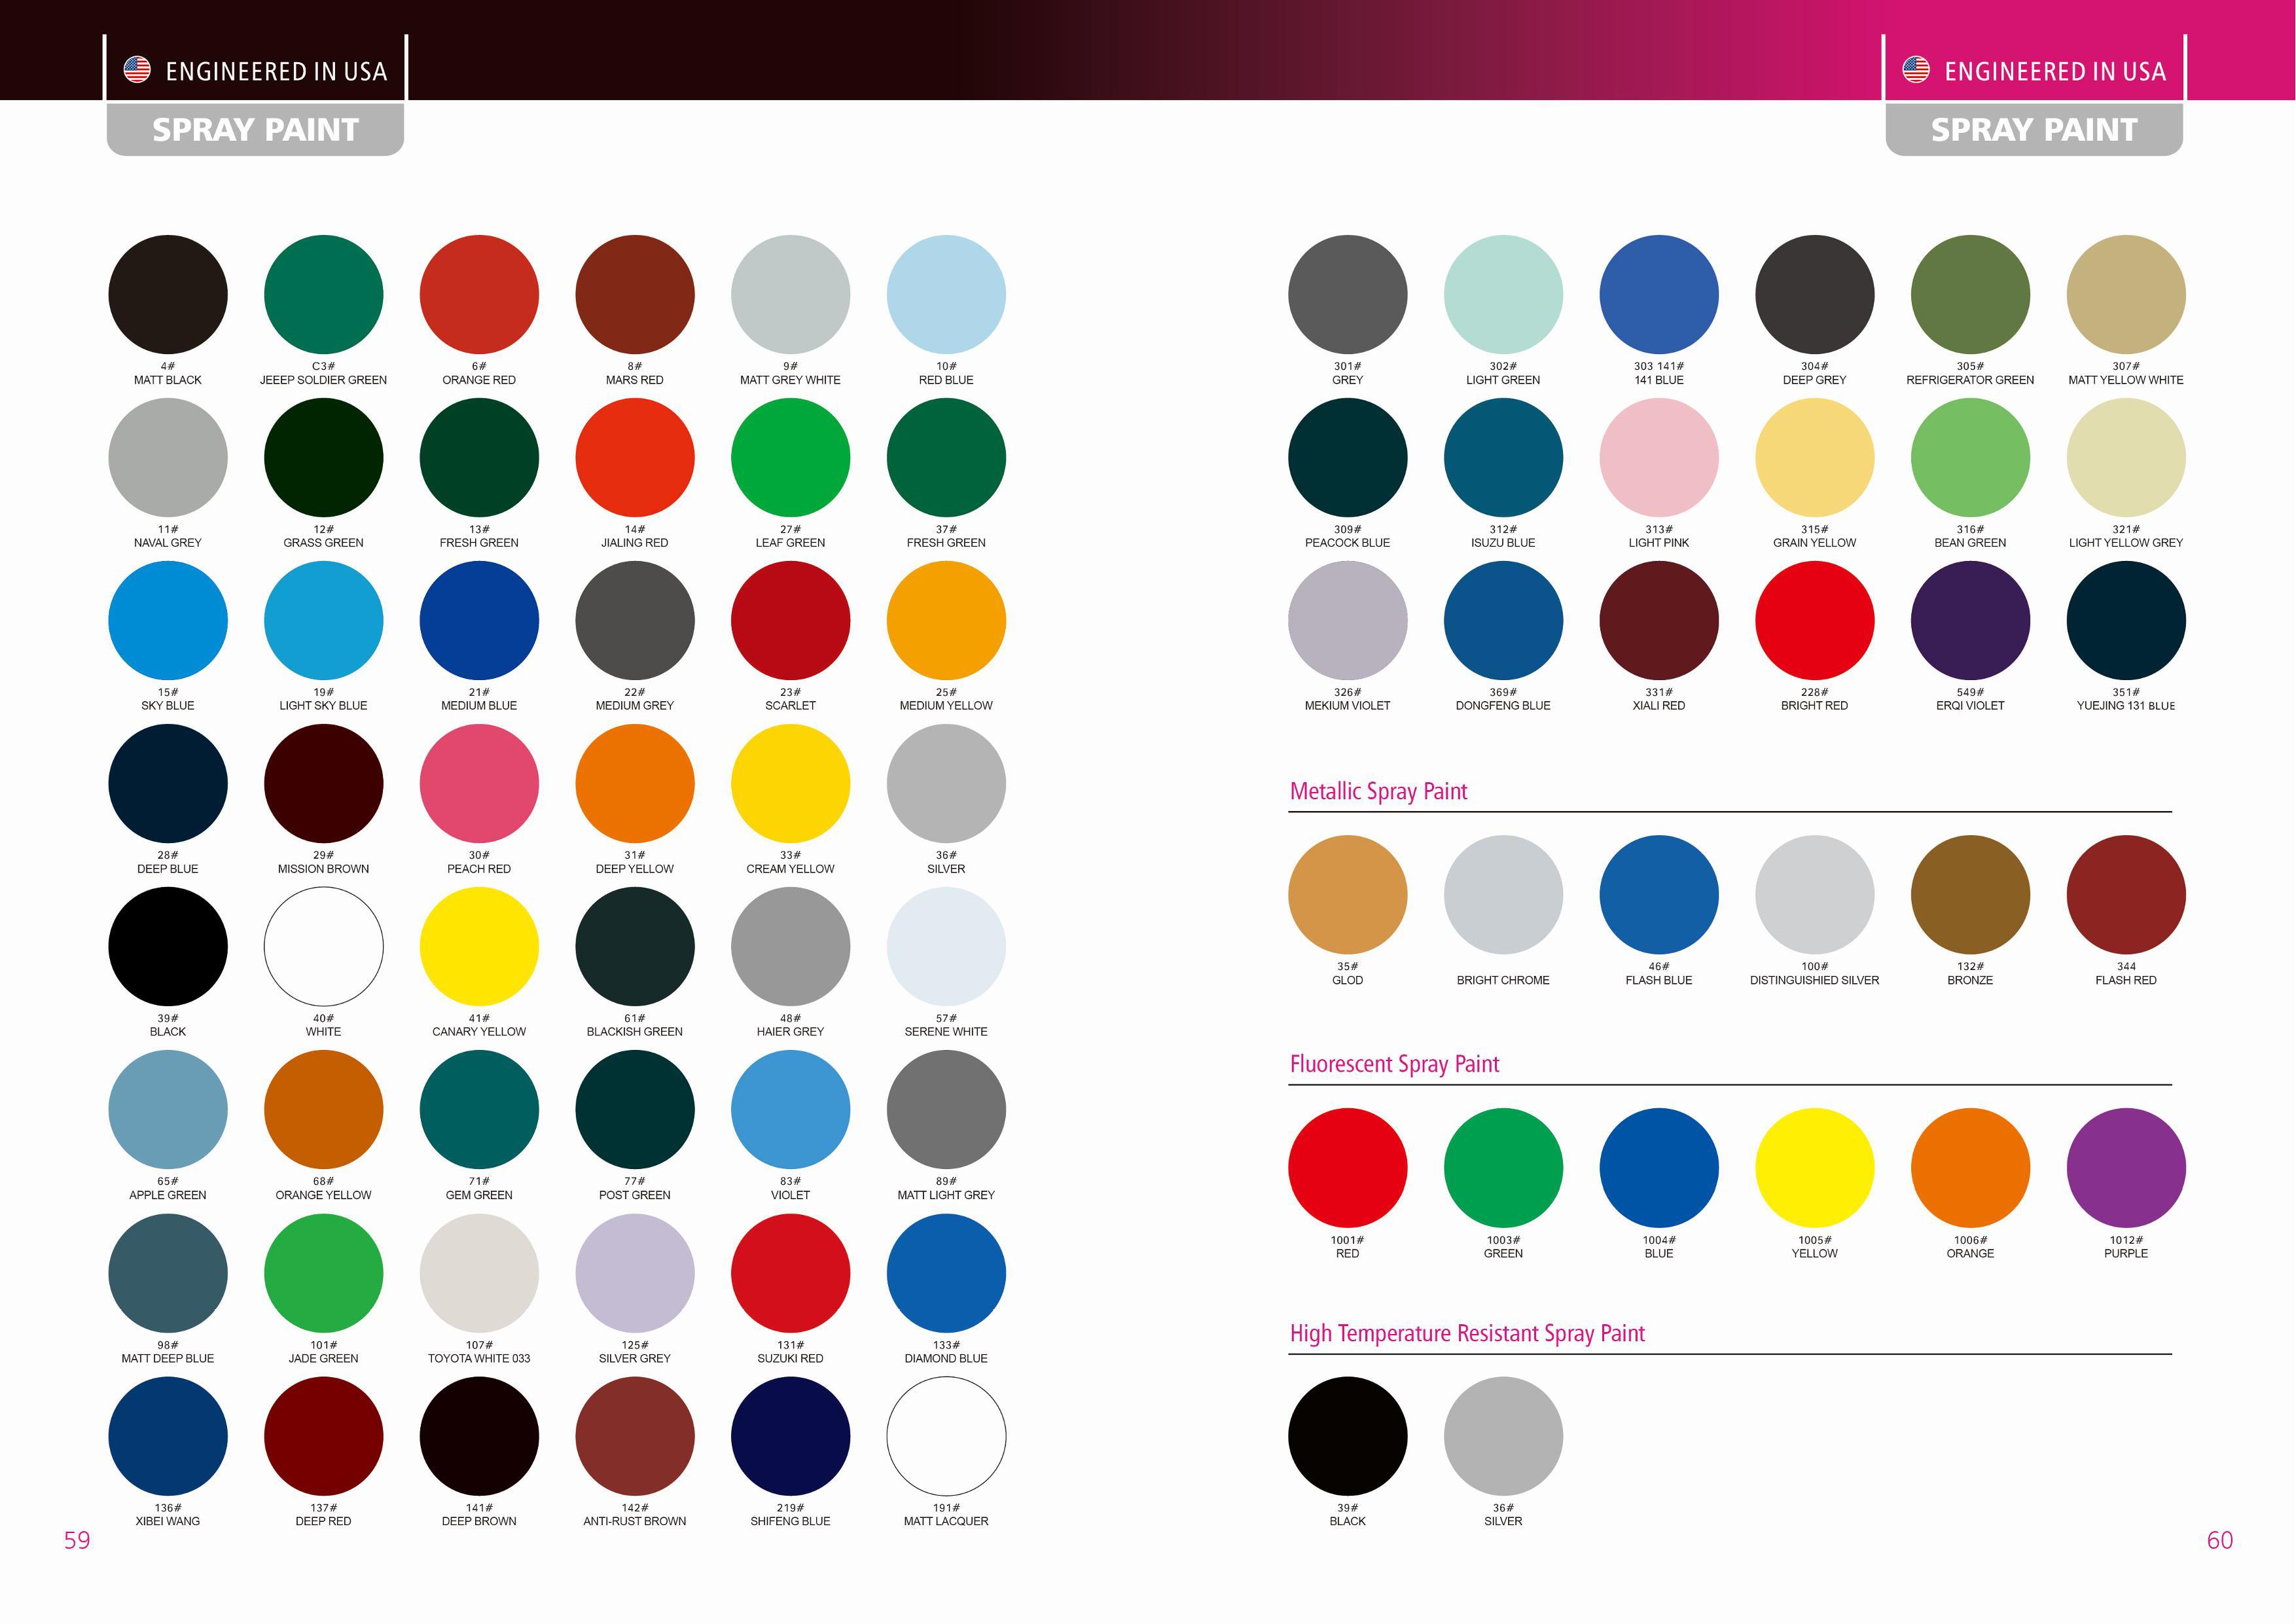 ENGINEERED IN USA
SPRAY PAINT
4# C3# 6# 8# 9# 10#
MATT BLACK JEEEP SOLDIER GREEN ORANGE RED MARS RED MATT GREY WHITE RED BLUE
11# 12# 13# 14# 27# 37#
NAVAL GREY GRASS GREEN FRESH GREEN JIALING RED LEAF GREEN FRESH GREEN
15# 19# 21# 22# 23# 25#
SKY BLUE LIGHT SKY BLUE MEDIUM BLUE MEDIUM GREY SCARLET MEDIUM YELLOW
28# 29# 30# 31# 33# 36#
DEEP BLUE MISSION BROWN PEACH RED DEEP YELLOW CREAM YELLOW SILVER
39# 40# 41# 61# 48# 57#
BLACK WHITE CANARY YELLOW BLACKISH GREEN HAIER GREY SERENE WHITE
65# 68# 71# 77# 83# 89#
APPLE GREEN ORANGE YELLOW GEM GREEN POST GREEN VIOLET MATT LIGHT GREY
98# 101# 107# 125# 131# 133#
MATT DEEP BLUE JADE GREEN TOYOTA WHITE 033 SILVER GREY SUZUKI RED DIAMOND BLUE
136# 137# 141# 142# 219# 191#
XIBEI WANG DEEP RED DEEP BROWN ANTI-RUST BROWN SHIFENG BLUE MATT LACQUER
59
ENGINEERED IN USA
SPRAY PAINT
301# 302# 303 141# 304# 305# 307#
GREY LIGHT GREEN 141 BLUE DEEP GREY REFRIGERATOR GREEN MATT YELLOW WHITE
309# 312# 313# 315# 316# 321#
PEACOCK BLUE ISUZU BLUE LIGHT PINK GRAIN YELLOW BEAN GREEN LIGHT YELLOW GREY
326# 369# 331# 228# 549# 351#
MEKIUM VIOLET DONGFENG BLUE XIALI RED BRIGHT RED ERQI VIOLET YUEJING 131 BLUE
Metallic Spray Paint
35# 46# 100# 132# 344
GLOD BRIGHT CHROME FLASH BLUE DISTINGUISHIED SILVER BRONZE FLASH RED
Fluorescent Spray Paint
1001# 1003# 1004# 1005# 1006# 1012#
RED GREEN BLUE YELLOW ORANGE PURPLE
High Temperature Resistant Spray Paint
39# 36#
BLACK SILVER
60